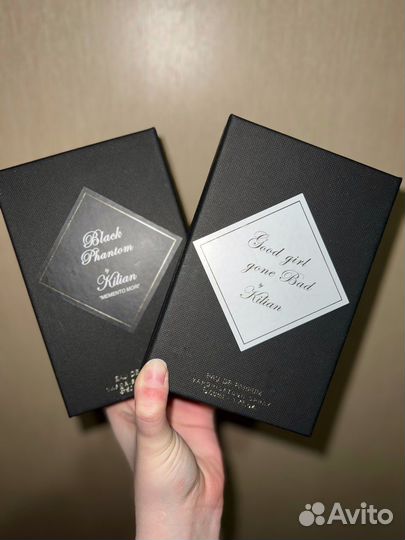 Black
Phantom
by
Kilian
"MEMENTO MORI"
Good girl
gone Bad
by
Kilian
EAU DE PARFUM
Avito